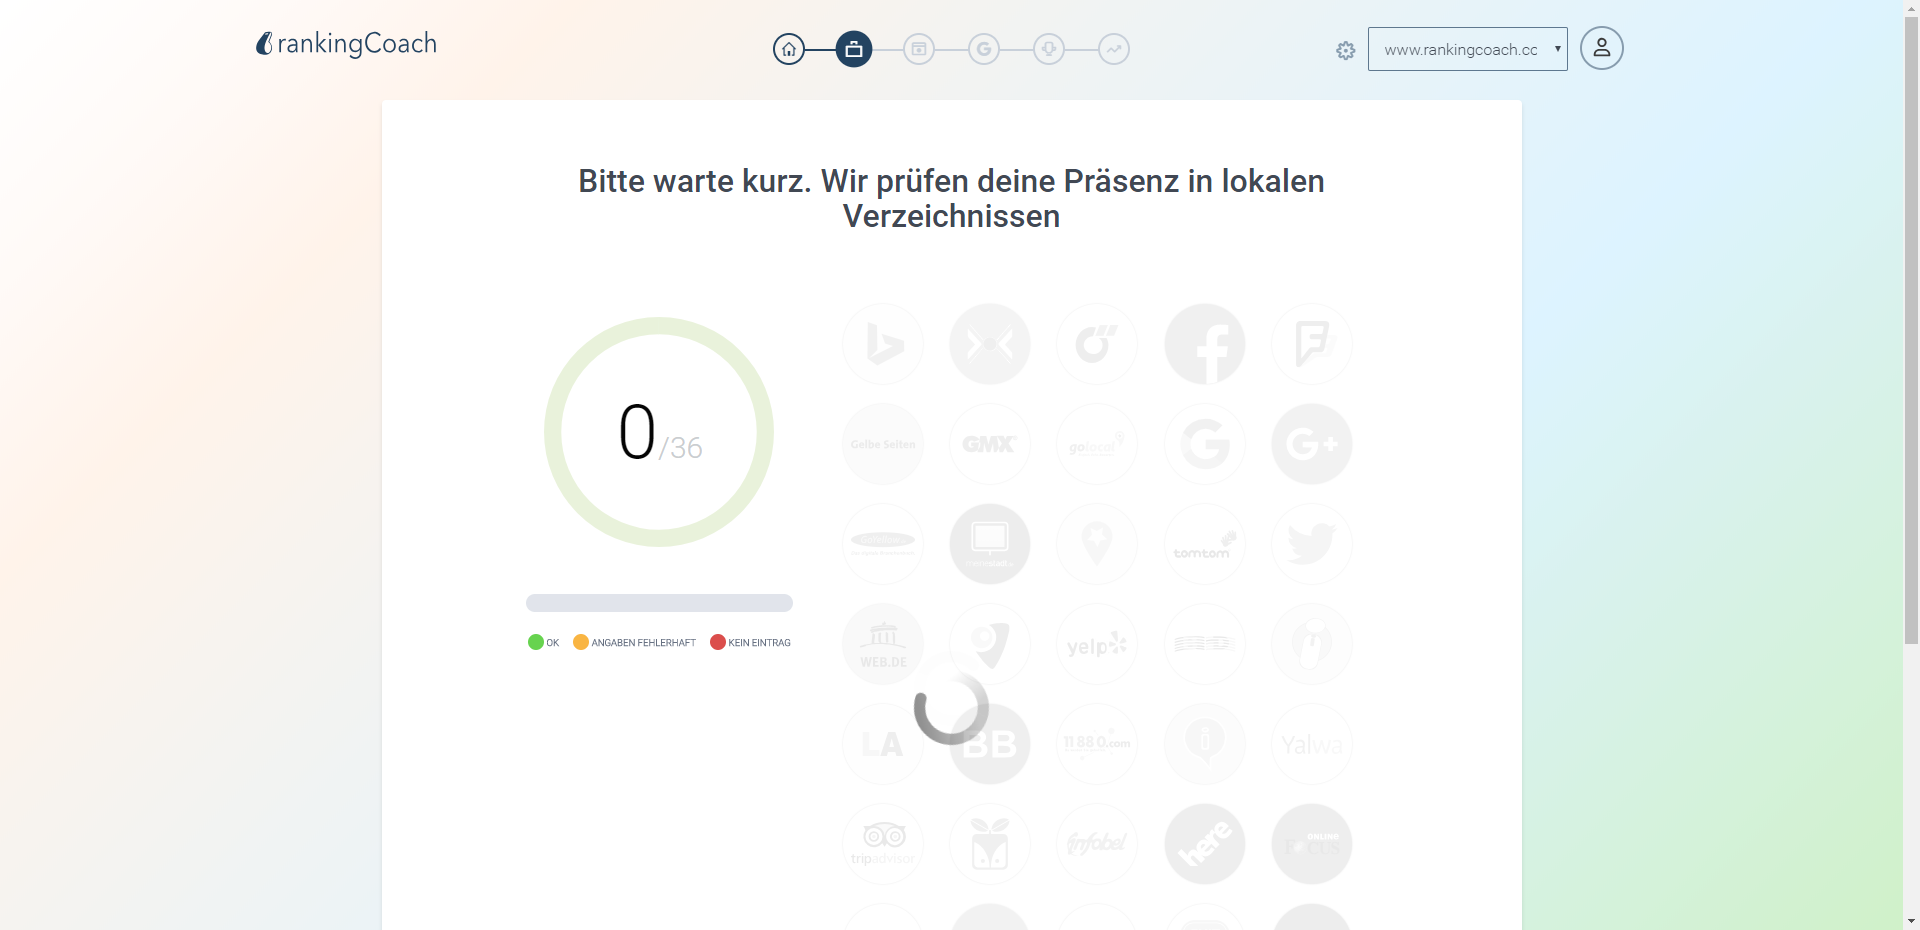 rankingCoach
www.rankingcoach.cc
Bitte warte kurz. Wir prüfen deine Präsenz in lokalen
Verzeichnissen
0/36
OK
ANGABEN FEHLERHAFT
KEIN EINTRAG
Gelbe Seiten
GMX
golocal
G+
tomtom
WEB.DE
yelp
LA
BB
11880.com
Yalwa
tripadvisor
infobel
here
ONLINE
FOCUS